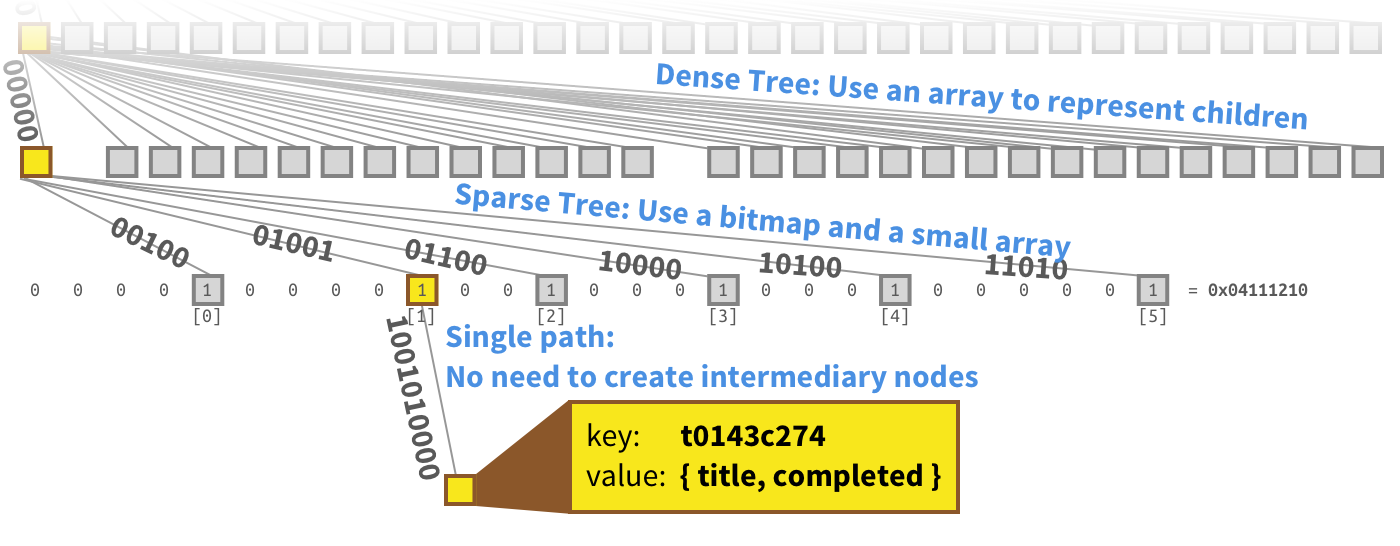 00000
Dense Tree: Use an array to represent children
Sparse Tree: Use a bitmap and a small array
00100 01001 01100 10000 10100 11010
0 0 0 0 1 0 0 0 0 1 0 0 1 0 0 0 1 0 0 0 1 0 0 0 0 0 1 = 0x04111210
[0] [1] [2] [3] [4] [5]
1001010000
Single path:
No need to create intermediary nodes
key: t0143c274
value: { title, completed }